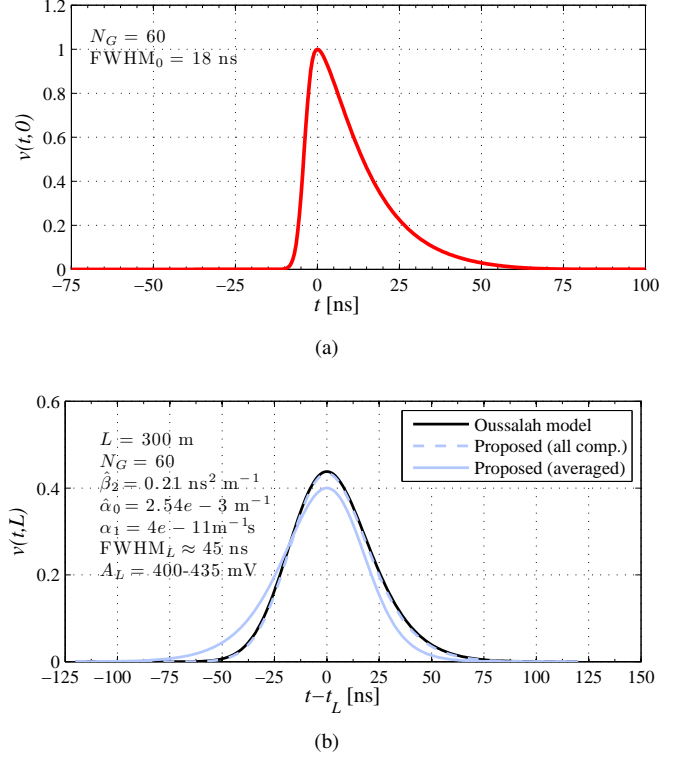 1.2
1
0.8
0.6
0.4
0.2
0
v(t,0)
N_G = 60
FWHM_0 = 18 ns
−75 −50 −25 0 25 50 75 100
t [ns]
(a)
0.6
0.4
0.2
0
v(t,L)
L = 300 m
N_G = 60
β̂_2 = 0.21 ns^2 m^−1
α̂_0 = 2.54e − 3 m^−1
α_1 = 4e − 11m^−1s
FWHM_L ≈ 45 ns
A_L = 400-435 mV
Oussalah model
Proposed (all comp.)
Proposed (averaged)
−125 −100 −75 −50 −25 0 25 50 75 100 125 150
t−t_L [ns]
(b)